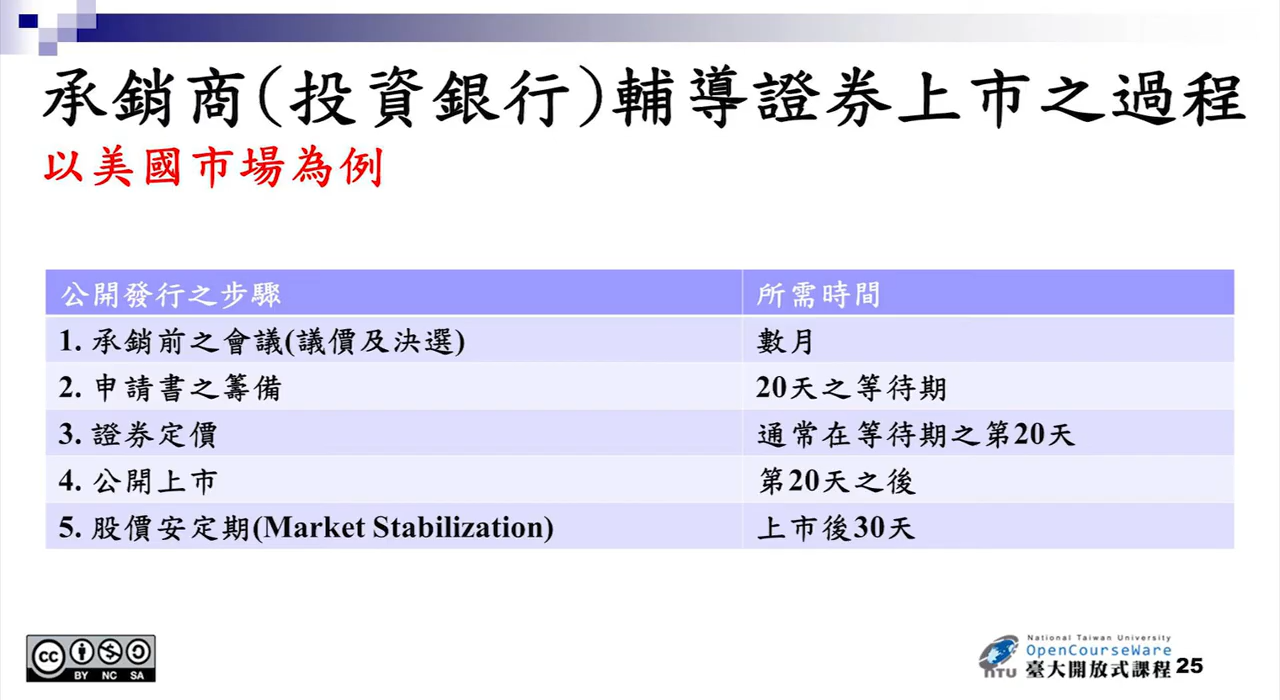 承銷商(投資銀行)輔導證券上市之過程
以美國市場為例
公開發行之步驟 所需時間
1. 承銷前之會議(議價及決選) 數月
2. 申請書之籌備 20天之等待期
3. 證券定價 通常在等待期之第20天
4. 公開上市 第20天之後
5. 股價安定期(Market Stabilization) 上市後30天
cc BY NC SA
National Taiwan University
OpenCourseWare
NTU 臺大開放式課程 25